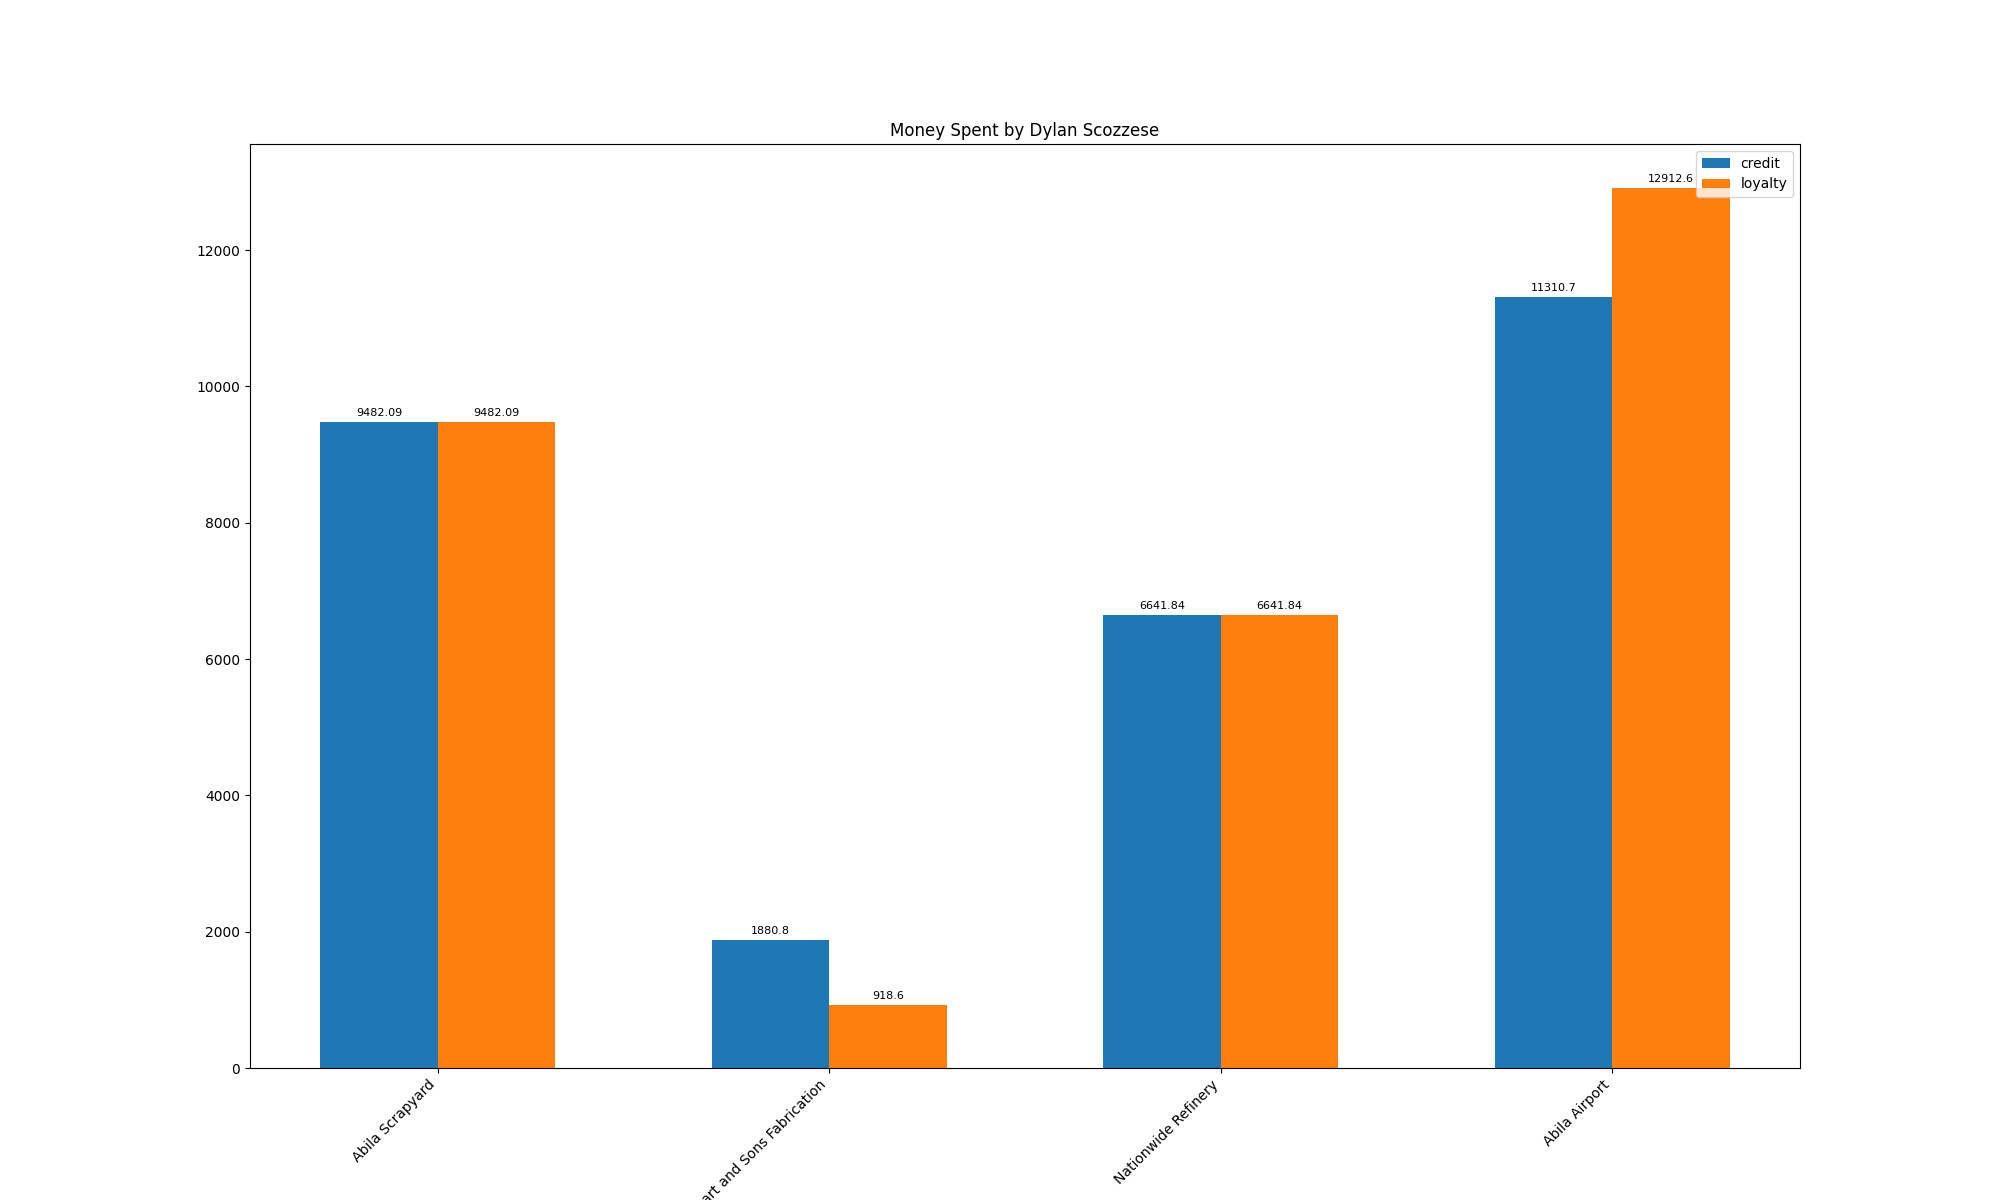 Money Spent by Dylan Scozzese
credit
loyalty
12912.6
11310.7
12000
10000
9482.09
9482.09
8000
6641.84
6641.84
6000
4000
2000
1880.8
918.6
0
Abila Scrapyard
and Sons Fabrication
Nationwide Refinery
Abila Airport